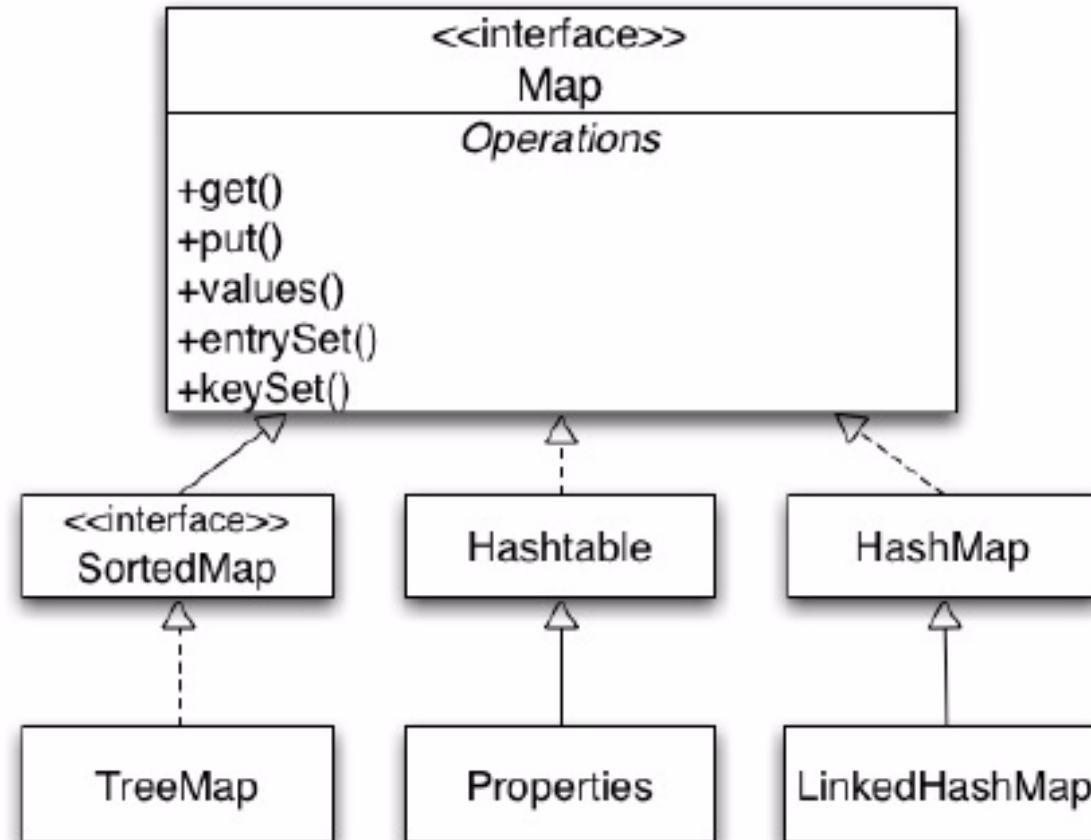 <<interface>>
Map
Operations
+get()
+put()
+values()
+entrySet()
+keySet()
<<interface>>
SortedMap
Hashtable
HashMap
TreeMap
Properties
LinkedHashMap